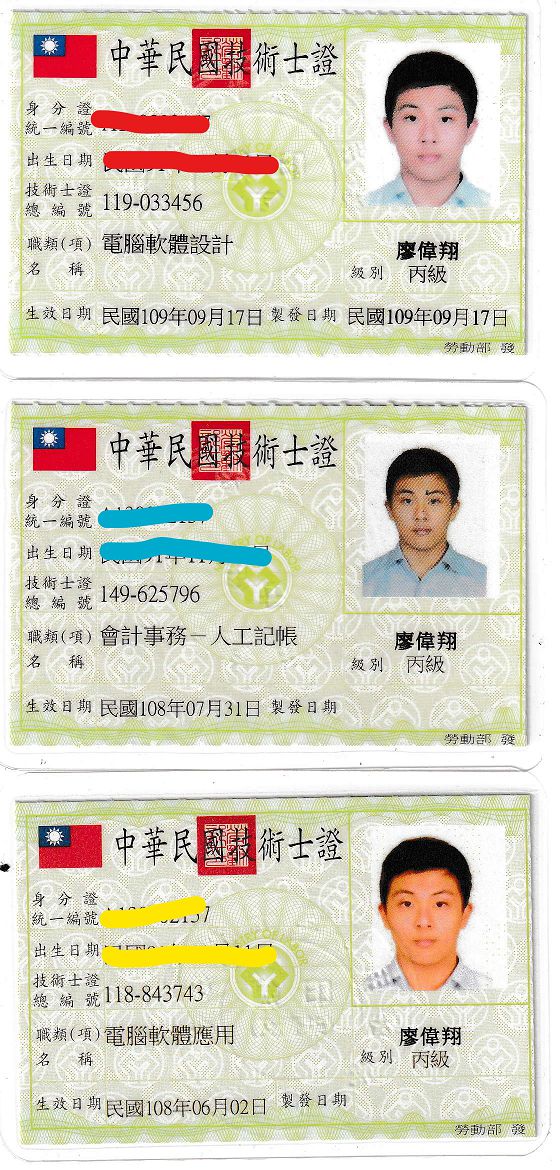 中華民國技術士證
身分證
統一編號
出生日期
技術士證
總編號 119-033456
職類(項) 電腦軟體設計
名稱
廖偉翔
級別 丙級
生效日期 民國109年09月17日 製發日期 民國109年09月17日
勞動部 發
中華民國技術士證
身分證
統一編號
出生日期
技術士證
總編號 149-625796
職類(項) 會計事務－人工記帳
名稱
廖偉翔
級別 丙級
生效日期 民國108年07月31日 製發日期
勞動部 發
中華民國技術士證
身分證
統一編號
出生日期
技術士證
總編號 118-843743
職類(項) 電腦軟體應用
名稱
廖偉翔
級別 丙級
生效日期 民國108年06月02日 製發日期
勞動部 發